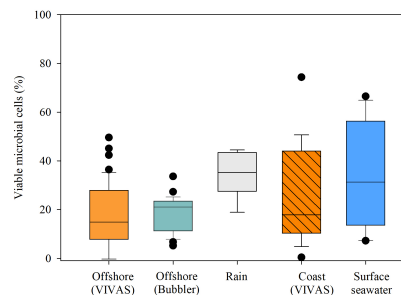 100
80
60
40
20
0
Viable microbial cells (%)
Offshore (VIVAS)
Offshore (Bubbler)
Rain
Coast (VIVAS)
Surface seawater